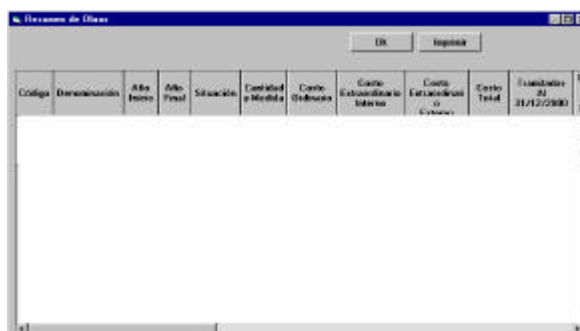 Resumen de Obras
Ok Imprimir
Código Denominación Año Inicio Año Final Situación Cantidad o Medida Costo Ordinario Costo Extraordinario Interno Costo Extraordinari o Externo Costo Total Tramitados Al 31/12/2000